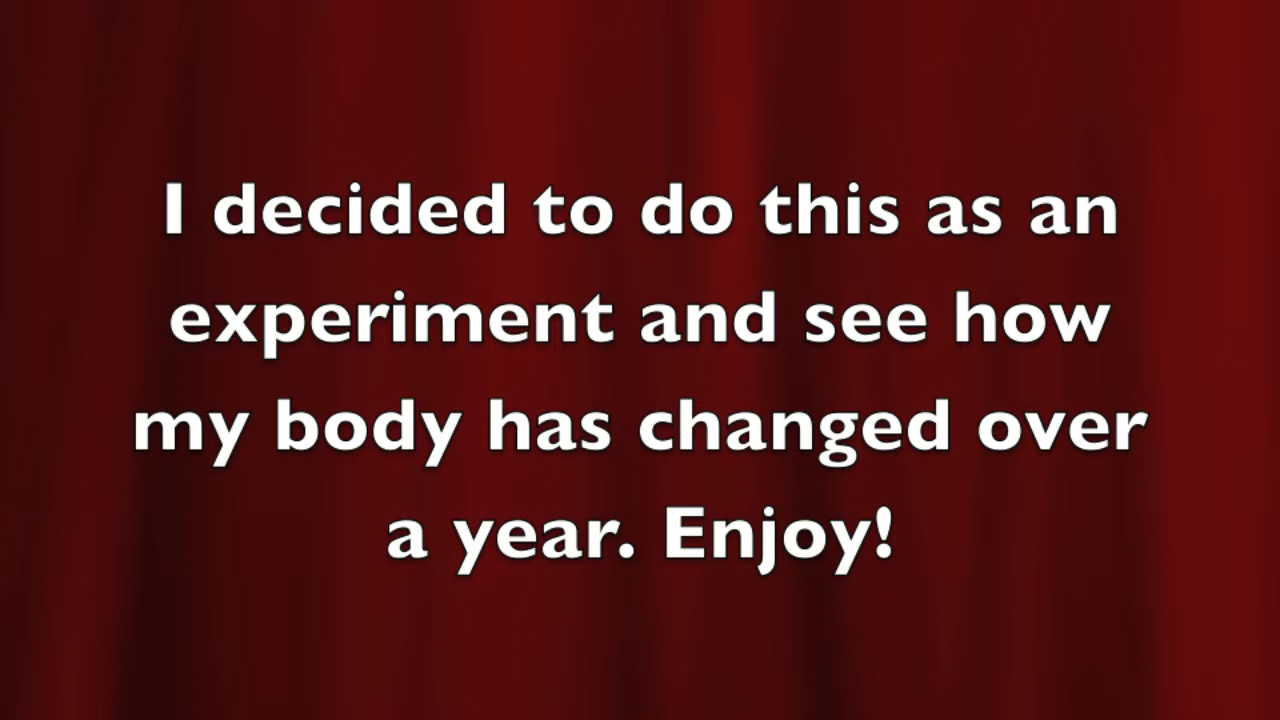 I decided to do this as an
experiment and see how
my body has changed over
a year. Enjoy!